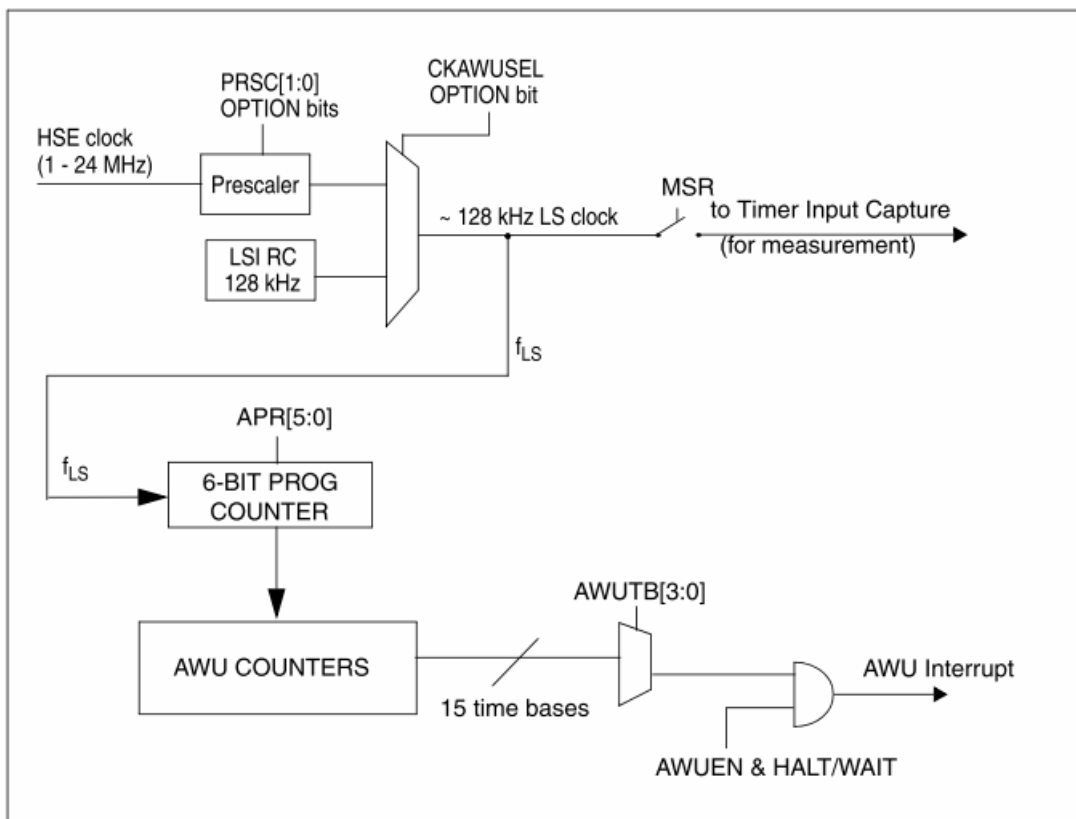 PRSC[1:0]
OPTION bits
CKAWUSEL
OPTION bit
HSE clock
(1 - 24 MHz)
Prescaler
MSR
to Timer Input Capture
(for measurement)
~ 128 kHz LS clock
LSI RC
128 kHz
fLS
APR[5:0]
fLS
6-BIT PROG
COUNTER
AWUTB[3:0]
AWU COUNTERS
15 time bases
AWU Interrupt
AWUEN & HALT/WAIT